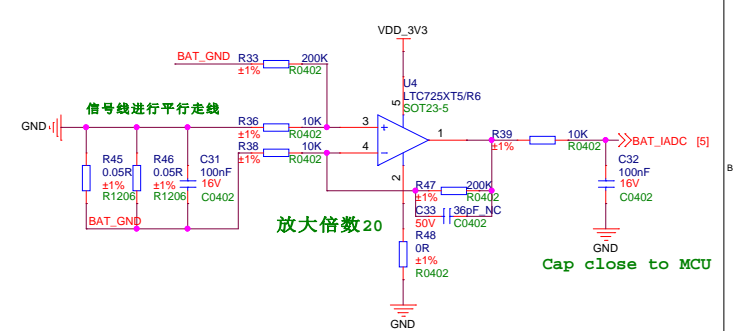 VDD_3V3
BAT_GND
R33
200K
±1%
R0402
U4
LTC725XT5/R6
SOT23-5
5
信号线进行平行走线
GND
R36
10K
±1%
R0402
3
+
R38
10K
±1%
R0402
4
-
1
2
R39
10K
±1%
R0402
BAT_IADC [5]
R45
0.05R
±1%
R1206
R46
0.05R
±1%
R1206
C31
100nF
16V
C0402
BAT_GND
放大倍数20
R47
200K
±1%
R0402
C33
36pF_NC
50V
C0402
R48
0R
±1%
R0402
GND
C32
100nF
16V
C0402
GND
Cap close to MCU
B